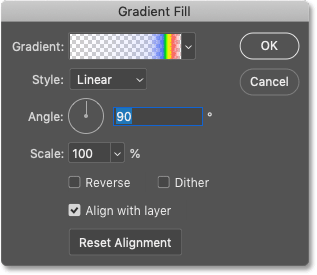 Gradient Fill
Gradient: OK
Style: Linear Cancel
Angle: 90 °
Scale: 100 %
Reverse Dither
Align with layer
Reset Alignment